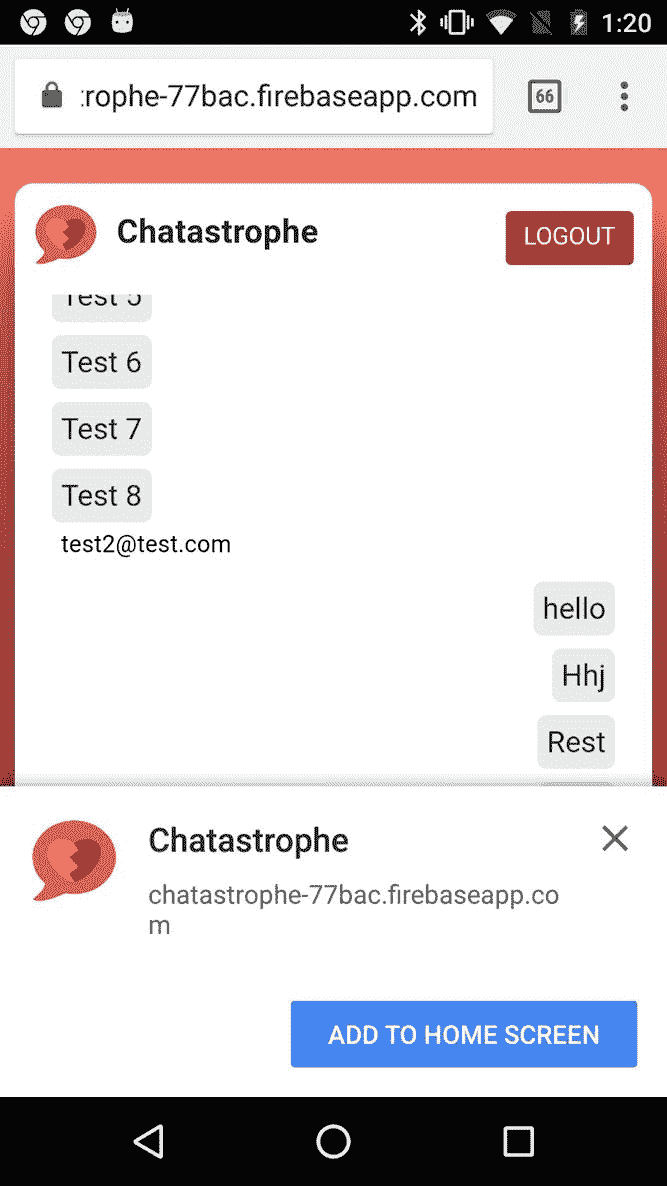 1:20
:rophe-77bac.firebaseapp.com
66
Chatastrophe
LOGOUT
Test 5
Test 6
Test 7
Test 8
test2@test.com
hello
Hhj
Rest
Chatastrophe
chatastrophe-77bac.firebaseapp.co
m
ADD TO HOME SCREEN